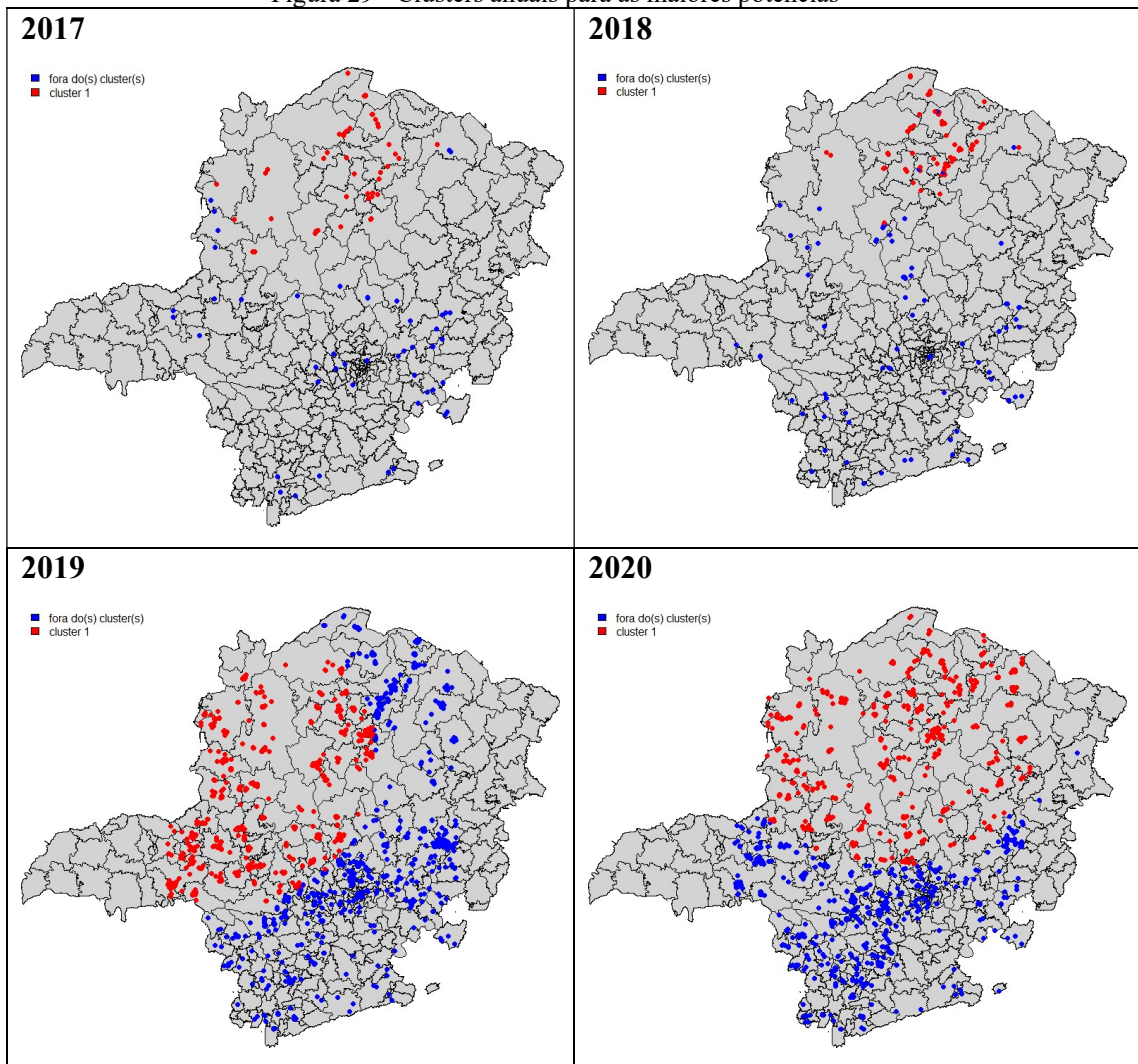 Figura 29 - Clusters anuais para as maiores potências
2017
fora do(s) cluster(s)
cluster 1
2018
fora do(s) cluster(s)
cluster 1
2019
fora do(s) cluster(s)
cluster 1
2020
fora do(s) cluster(s)
cluster 1